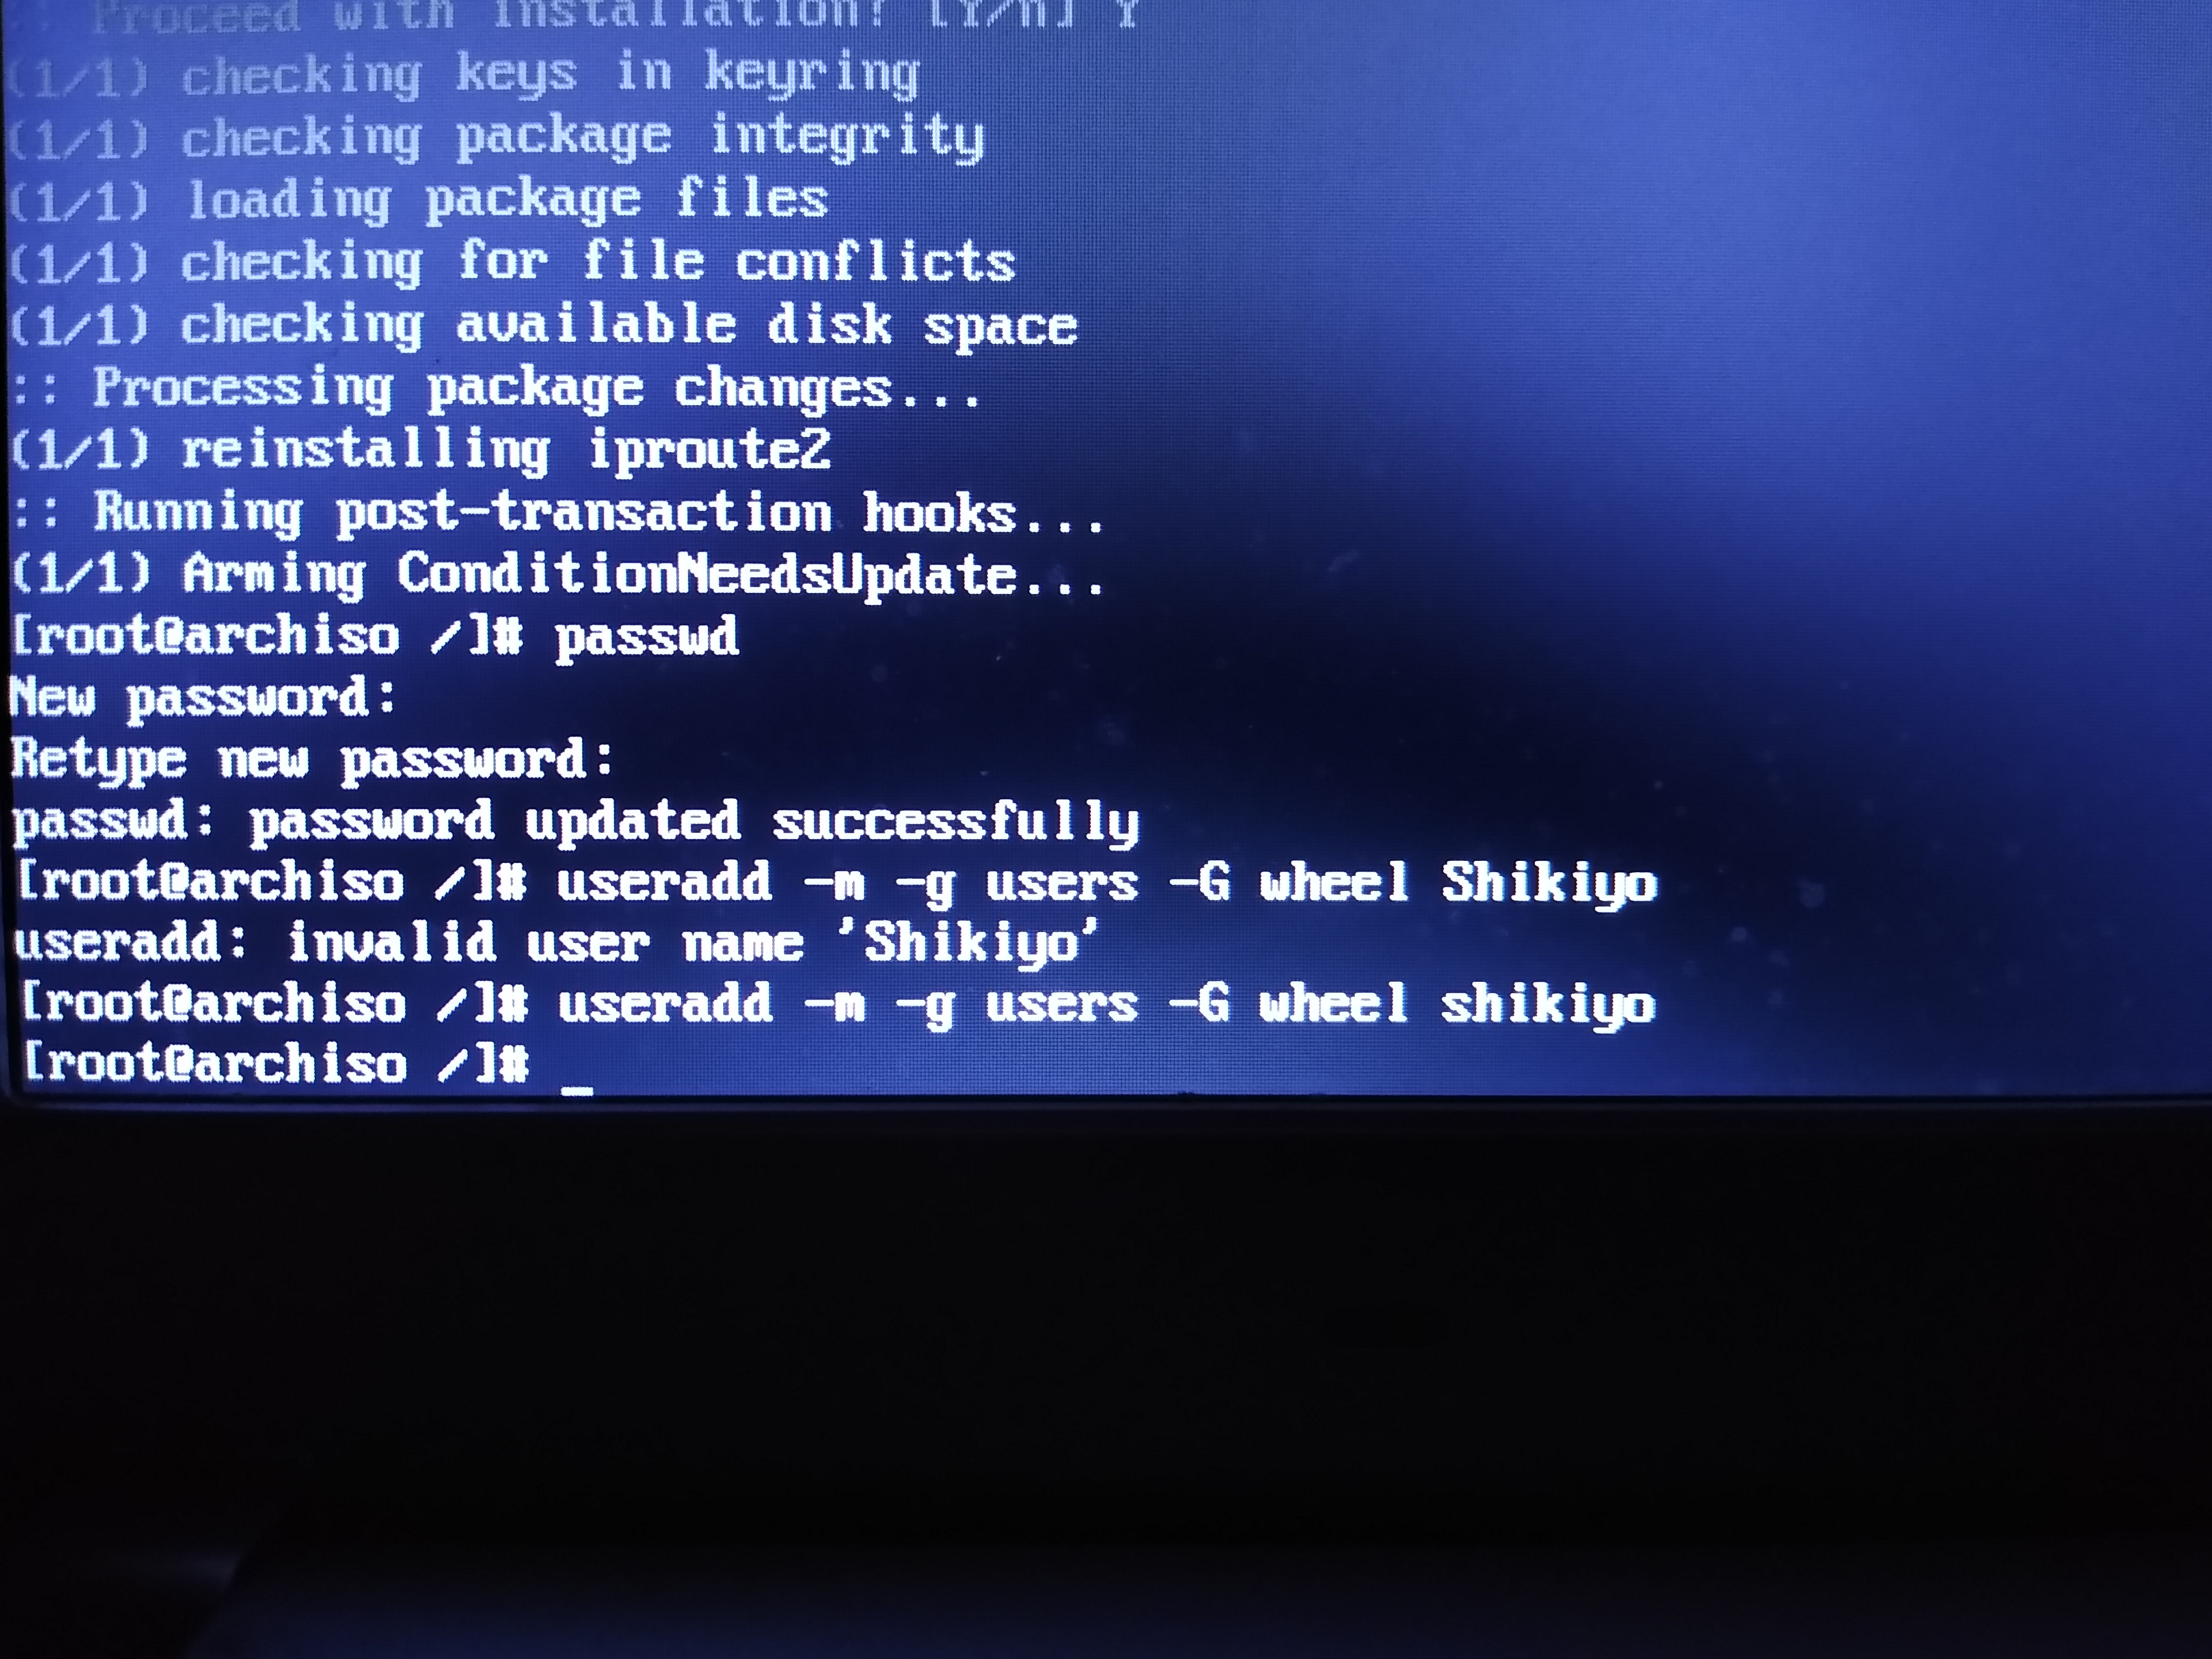 :: Proceed with installation? [Y/n] Y
(1/1) checking keys in keyring
(1/1) checking package integrity
(1/1) loading package files
(1/1) checking for file conflicts
(1/1) checking available disk space
:: Processing package changes...
(1/1) reinstalling iproute2
:: Running post-transaction hooks...
(1/1) Arming ConditionNeedsUpdate...
[root@archiso /]# passwd
New password:
Retype new password:
passwd: password updated successfully
[root@archiso /]# useradd -m -g users -G wheel Shikiyo
useradd: invalid user name 'Shikiyo'
[root@archiso /]# useradd -m -g users -G wheel shikiyo
[root@archiso /]# _